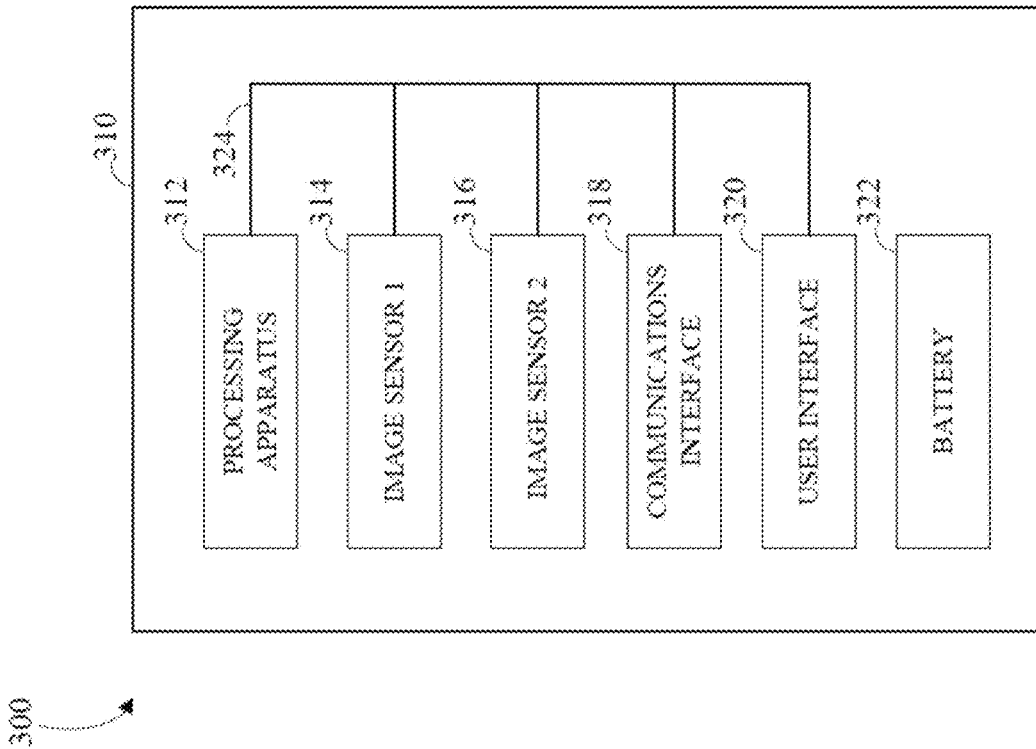 300
310
324
312
PROCESSING
APPARATUS
314
IMAGE SENSOR 1
316
IMAGE SENSOR 2
318
COMMUNICATIONS
INTERFACE
320
USER INTERFACE
322
BATTERY